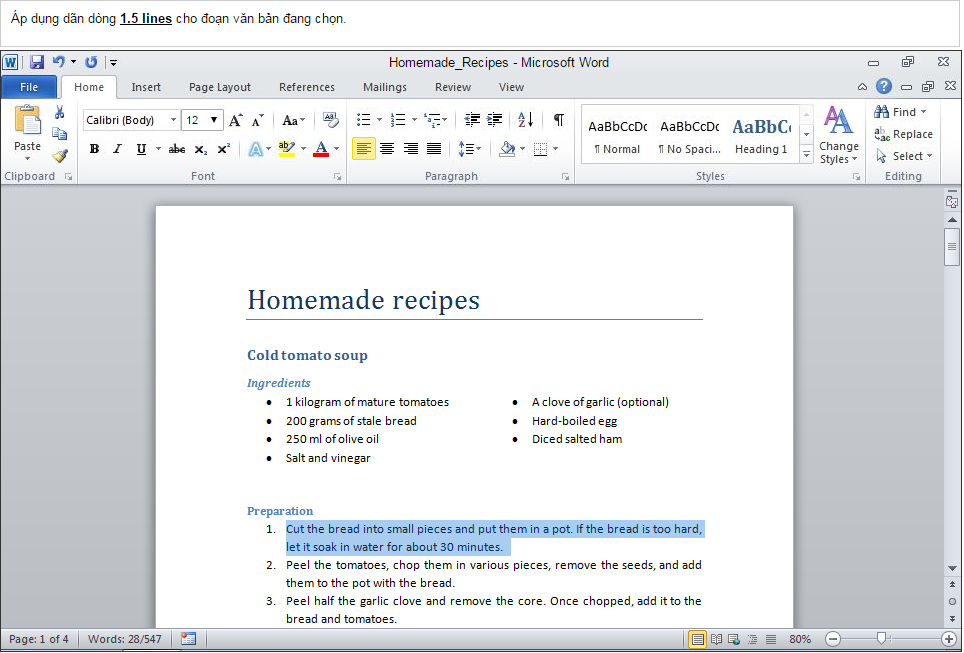 Áp dụng dãn dòng 1.5 lines cho đoạn văn bản đang chọn.
Homemade_Recipes - Microsoft Word
File Home Insert Page Layout References Mailings Review View
Paste
Calibri (Body) 12 Aa
B I U abc X₂ X² A ab A
AaBbCcDc AaBbCcDc AaBbC
¶ Normal ¶ No Spaci... Heading 1
Change Styles
Find
Replace
Select
Clipboard Font Paragraph Styles Editing
Homemade recipes
Cold tomato soup
Ingredients
• 1 kilogram of mature tomatoes
• 200 grams of stale bread
• 250 ml of olive oil
• Salt and vinegar
• A clove of garlic (optional)
• Hard-boiled egg
• Diced salted ham
Preparation
1. Cut the bread into small pieces and put them in a pot. If the bread is too hard,
let it soak in water for about 30 minutes.
2. Peel the tomatoes, chop them in various pieces, remove the seeds, and add
them to the pot with the bread.
3. Peel half the garlic clove and remove the core. Once chopped, add it to the
bread and tomatoes.
Page: 1 of 4 Words: 28/547 80%